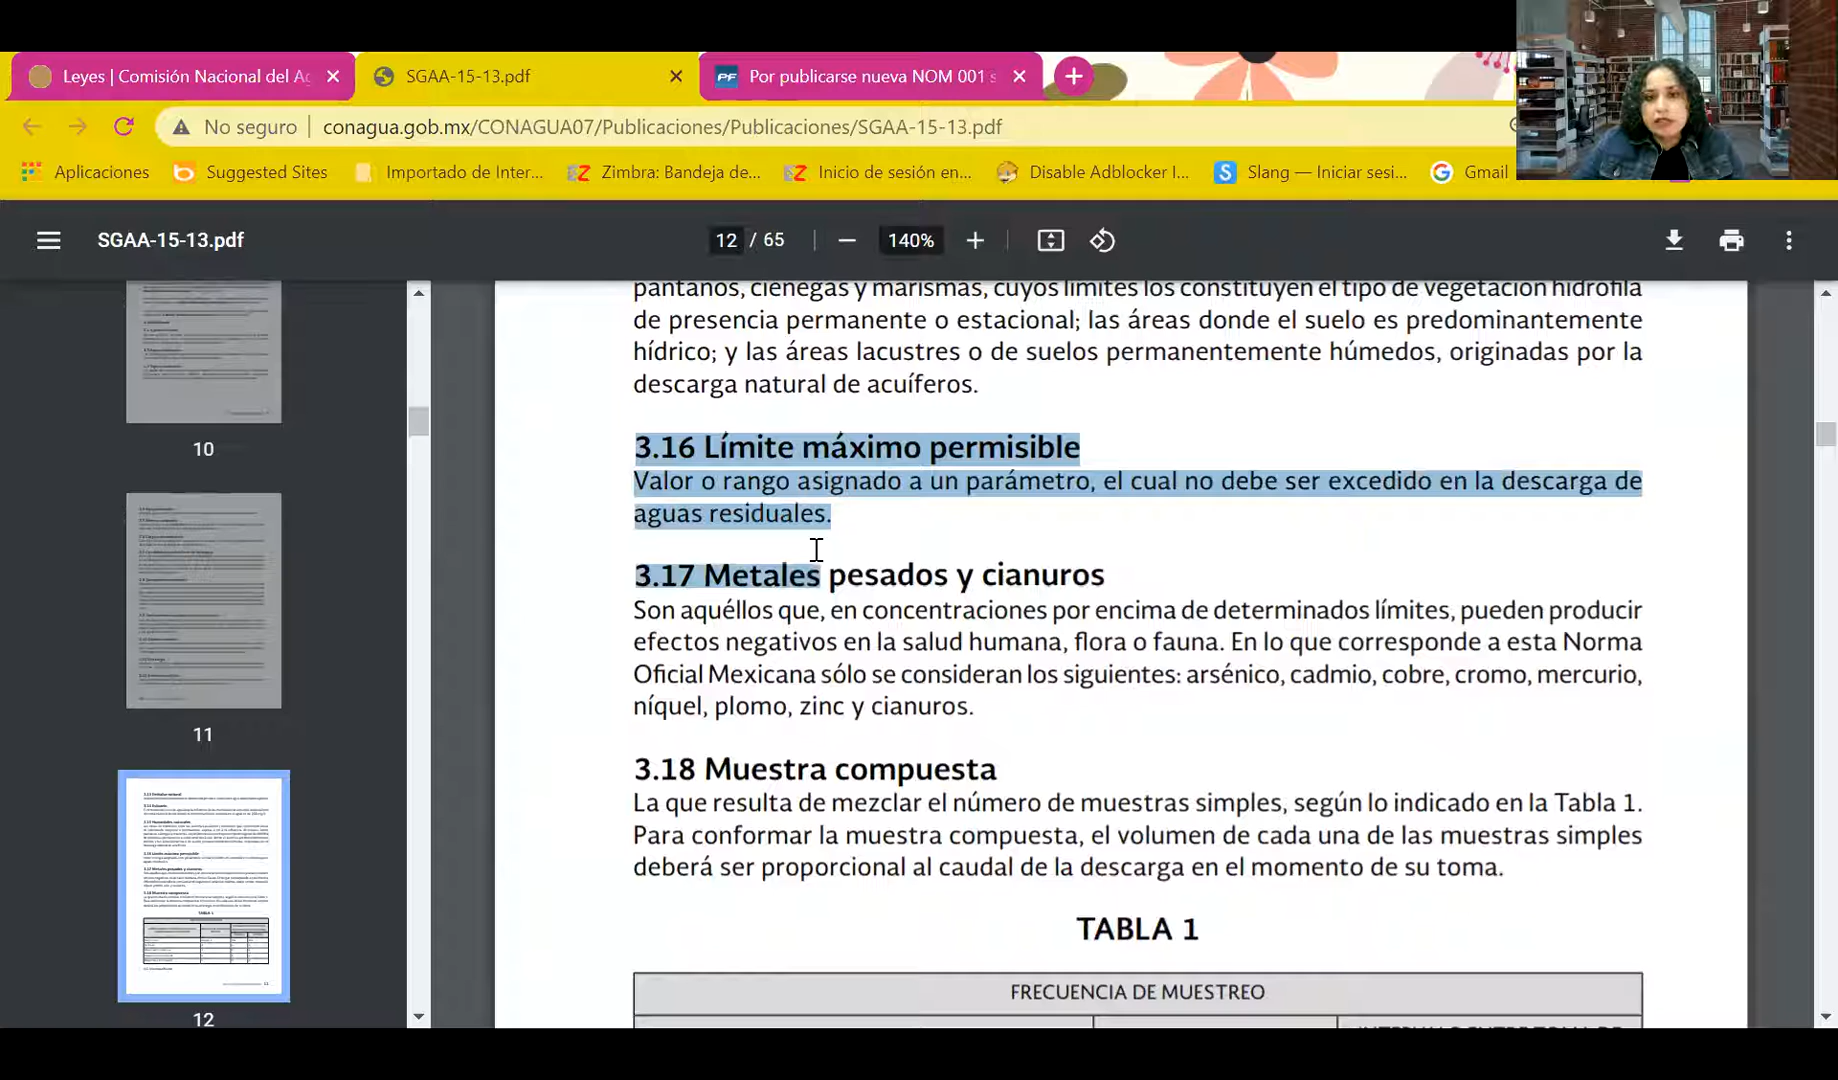 Leyes | Comisión Nacional del A
SGAA-15-13.pdf
PF Por publicarse nueva NOM 001 s
No seguro conagua.gob.mx/CONAGUA07/Publicaciones/Publicaciones/SGAA-15-13.pdf
Aplicaciones Suggested Sites Importado de Inter... Zimbra: Bandeja de... Inicio de sesión en... Disable Adblocker I... Slang — Iniciar sesi... Gmail
SGAA-15-13.pdf 12 / 65 140%
10
11
12
pantanos, ciénegas y marismas, cuyos límites los constituyen el tipo de vegetación hidrófila
de presencia permanente o estacional; las áreas donde el suelo es predominantemente
hídrico; y las áreas lacustres o de suelos permanentemente húmedos, originadas por la
descarga natural de acuíferos.
3.16 Límite máximo permisible
Valor o rango asignado a un parámetro, el cual no debe ser excedido en la descarga de
aguas residuales.
3.17 Metales pesados y cianuros
Son aquéllos que, en concentraciones por encima de determinados límites, pueden producir
efectos negativos en la salud humana, flora o fauna. En lo que corresponde a esta Norma
Oficial Mexicana sólo se consideran los siguientes: arsénico, cadmio, cobre, cromo, mercurio,
níquel, plomo, zinc y cianuros.
3.18 Muestra compuesta
La que resulta de mezclar el número de muestras simples, según lo indicado en la Tabla 1.
Para conformar la muestra compuesta, el volumen de cada una de las muestras simples
deberá ser proporcional al caudal de la descarga en el momento de su toma.
TABLA 1
FRECUENCIA DE MUESTREO